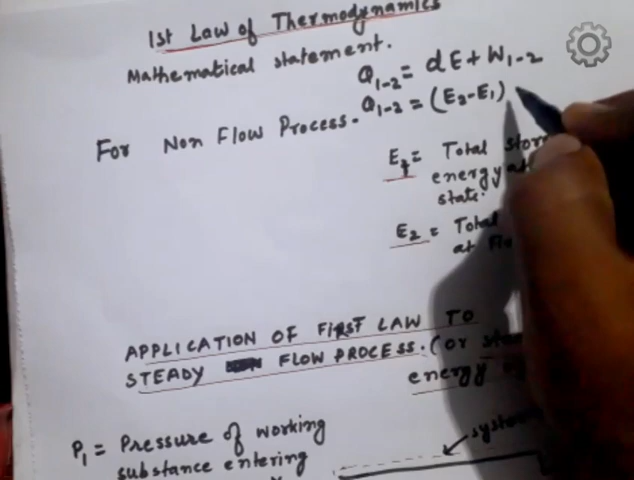 1st Law of Thermodynamics
Mathematical statement.
Q1-2 = dE + W1-2
For Non Flow Process. Q1-2 = (E2-E1)
E1 = Total
energy
state.
E2 = Total
at
APPLICATION OF FIRST LAW TO
STEADY FLOW PROCESS. (or
energy
P1 = Pressure of working
substance entering
system